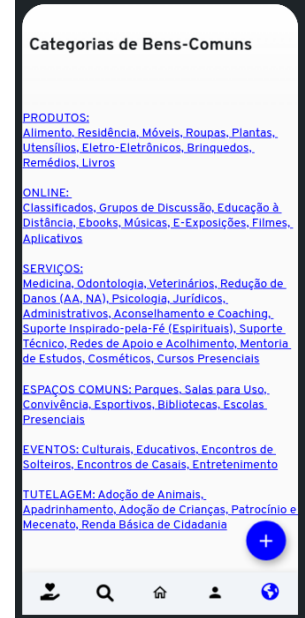 Categorias de Bens-Comuns
PRODUTOS:
Alimento, Residência, Móveis, Roupas, Plantas,
Utensílios, Eletro-Eletrônicos, Brinquedos,
Remédios, Livros
ONLINE:
Classificados, Grupos de Discussão, Educação à
Distância, Ebooks, Músicas, E-Exposições, Filmes,
Aplicativos
SERVIÇOS:
Medicina, Odontologia, Veterinários, Redução de
Danos (AA, NA), Psicologia, Jurídicos,
Administrativos, Aconselhamento e Coaching,
Suporte Inspirado-pela-Fé (Espirituais), Suporte
Técnico, Redes de Apoio e Acolhimento, Mentoria
de Estudos, Cosméticos, Cursos Presenciais
ESPAÇOS COMUNS: Parques, Salas para Uso,
Convivência, Esportivos, Bibliotecas, Escolas
Presenciais
EVENTOS: Culturais, Educativos, Encontros de
Solteiros, Encontros de Casais, Entretenimento
TUTELAGEM: Adoção de Animais,
Apadrinhamento, Adoção de Crianças, Patrocínio e
Mecenato, Renda Básica de Cidadania